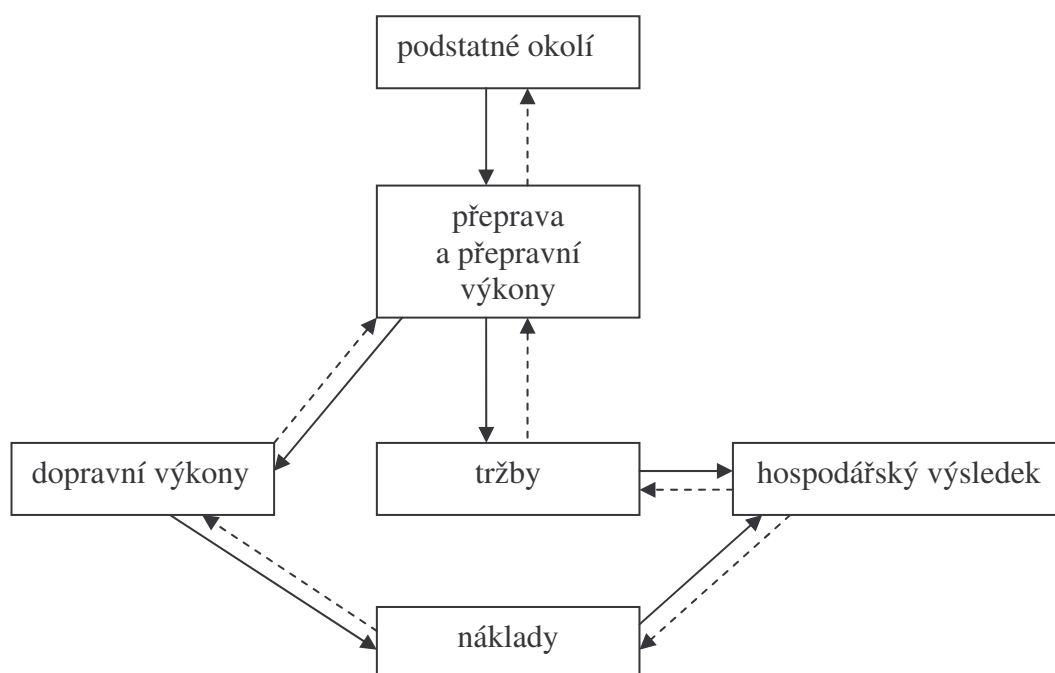 podstatné okolí
přeprava
a přepravní
výkony
dopravní výkony
tržby
hospodářský výsledek
náklady